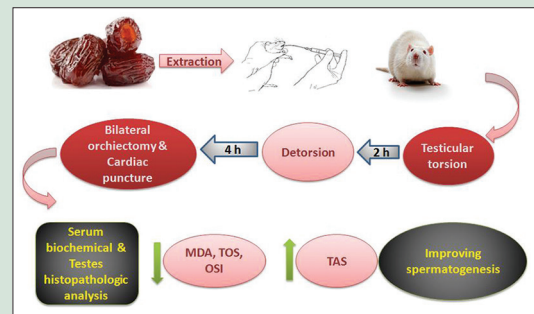 Extraction
Bilateral
orchiectomy &
Cardiac
puncture
4 h
Detorsion
2 h
Testicular
torsion
Serum
biochemical &
Testes
histopathologic
analysis
MDA, TOS,
OSI
TAS
Improving
spermatogenesis